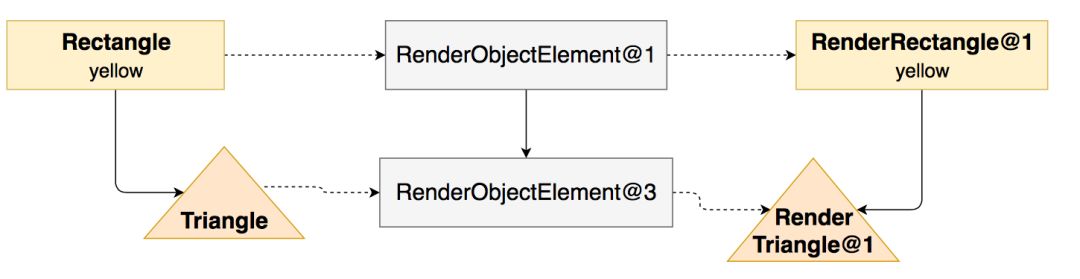 Rectangle
yellow
RenderObjectElement@1
RenderRectangle@1
yellow
Triangle
RenderObjectElement@3
Render
Triangle@1